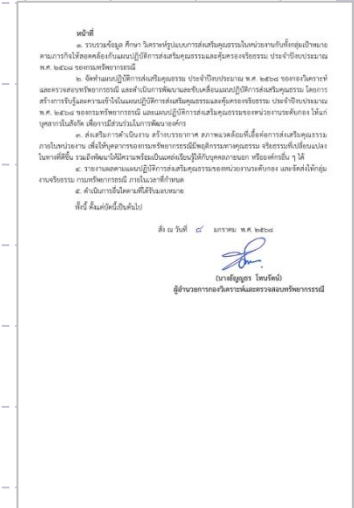 หน้าที่
๑. รวบรวมข้อมูล ศึกษา วิเคราะห์รูปแบบการส่งเสริมคุณธรรมในหน่วยงานกับทั้งกลุ่มเป้าหมาย
ตามภารกิจให้สอดคล้องกับแผนปฏิบัติการส่งเสริมคุณธรรมและคุ้มครองจริยธรรม ประจำปีงบประมาณ
พ.ศ. ๒๕๖๘ ของกรมทรัพยากรธรณี
๒. จัดทำแผนปฏิบัติการส่งเสริมคุณธรรม ประจำปีงบประมาณ พ.ศ. ๒๕๖๘ ของกองวิเคราะห์
และตรวจสอบทรัพยากรธรณี และดำเนินการพัฒนาและขับเคลื่อนแผนปฏิบัติการส่งเสริมคุณธรรม โดยการ
สร้างการรับรู้และความเข้าใจในแผนปฏิบัติการส่งเสริมคุณธรรมและคุ้มครองจริยธรรม ประจำปีงบประมาณ
พ.ศ. ๒๕๖๘ ของกรมทรัพยากรธรณี และแผนปฏิบัติการส่งเสริมคุณธรรมของหน่วยงานระดับกอง ให้แก่
บุคลากรในสังกัด เพื่อการมีส่วนร่วมในการพัฒนาองค์กร
๓. ส่งเสริมการดำเนินงาน สร้างบรรยากาศ สภาพแวดล้อมที่เอื้อต่อการส่งเสริมคุณธรรม
ภายในหน่วยงาน เพื่อให้บุคลากรของกรมทรัพยากรธรณีมีพฤติกรรมทางคุณธรรม จริยธรรมที่เปลี่ยนแปลง
ในทางที่ดีขึ้น รวมถึงพัฒนาให้มีความพร้อมเป็นแหล่งเรียนรู้ให้กับบุคคลภายนอก หรือองค์กรอื่น ๆ ได้
๔. รายงานผลตามแผนปฏิบัติการส่งเสริมคุณธรรมของหน่วยงานระดับกอง และจัดส่งให้กลุ่ม
งานจริยธรรม กรมทรัพยากรธรณี ภายในเวลาที่กำหนด
๕. ดำเนินการอื่นใดตามที่ได้รับมอบหมาย
ทั้งนี้ ตั้งแต่บัดนี้เป็นต้นไป
สั่ง ณ วันที่ ๘ มกราคม พ.ศ. ๒๕๖๘
ผู้อำนวยการกองวิเคราะห์และตรวจสอบทรัพยากรธรณี